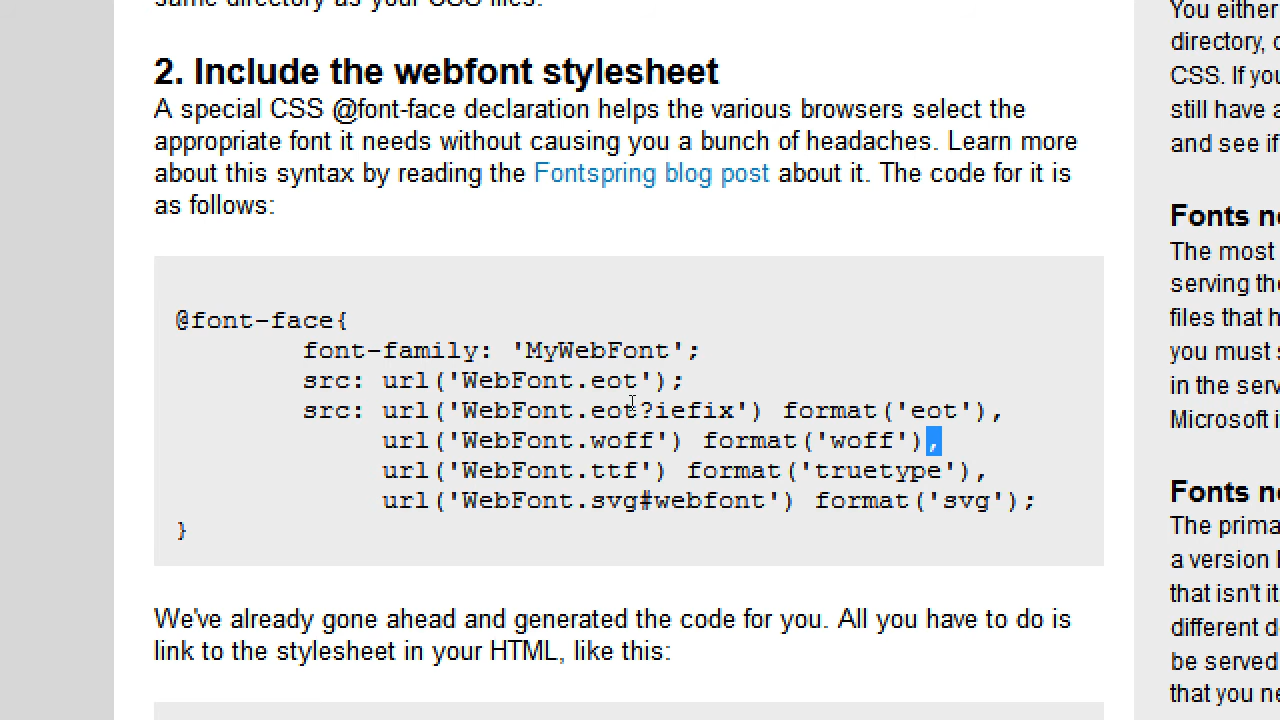 same directory as your CSS files.
2. Include the webfont stylesheet
A special CSS @font-face declaration helps the various browsers select the
appropriate font it needs without causing you a bunch of headaches. Learn more
about this syntax by reading the Fontspring blog post about it. The code for it is
as follows:
@font-face{
font-family: 'MyWebFont';
src: url('WebFont.eot');
src: url('WebFont.eot?iefix') format('eot'),
url('WebFont.woff') format('woff'),
url('WebFont.ttf') format('truetype'),
url('WebFont.svg#webfont') format('svg');
}
We've already gone ahead and generated the code for you. All you have to do is
link to the stylesheet in your HTML, like this:
You either
directory,
CSS. If you
still have a
and see if
Fonts
The most
serving
files that
you must
in the
Microsoft
Fonts
The
a version
that isn't it
different
be served
that you